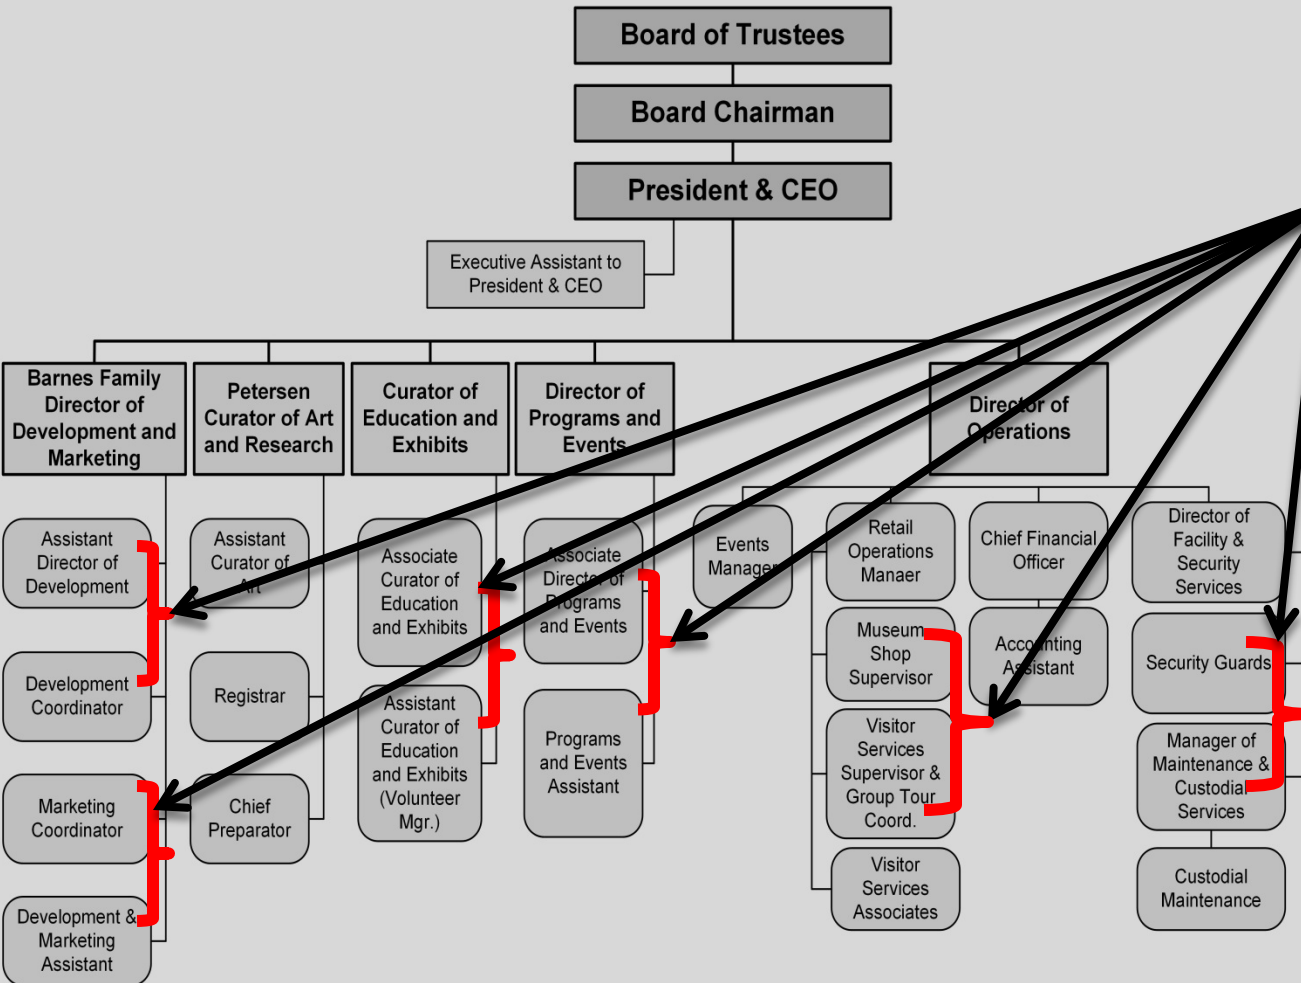 Board of Trustees
Board Chairman
President & CEO
Executive Assistant to
President & CEO
Barnes Family
Director of
Development and
Marketing
Petersen
Curator of Art
and Research
Curator of
Education and
Exhibits
Director of
Programs and
Events
Director of
Operations
Assistant
Director of
Development
Development
Coordinator
Marketing
Coordinator
Development &
Marketing
Assistant
Assistant
Curator of
Art
Registrar
Chief
Preparator
Associate
Curator of
Education
and Exhibits
Assistant
Curator of
Education
and Exhibits
(Volunteer
Mgr.)
Associate
Director of
Programs
and Events
Programs
and Events
Assistant
Events
Manager
Retail
Operations
Manaer
Museum
Shop
Supervisor
Visitor
Services
Supervisor &
Group Tour
Coord.
Visitor
Services
Associates
Chief Financial
Officer
Accounting
Assistant
Director of
Facility &
Security
Services
Security Guards
Manager of
Maintenance &
Custodial
Services
Custodial
Maintenance